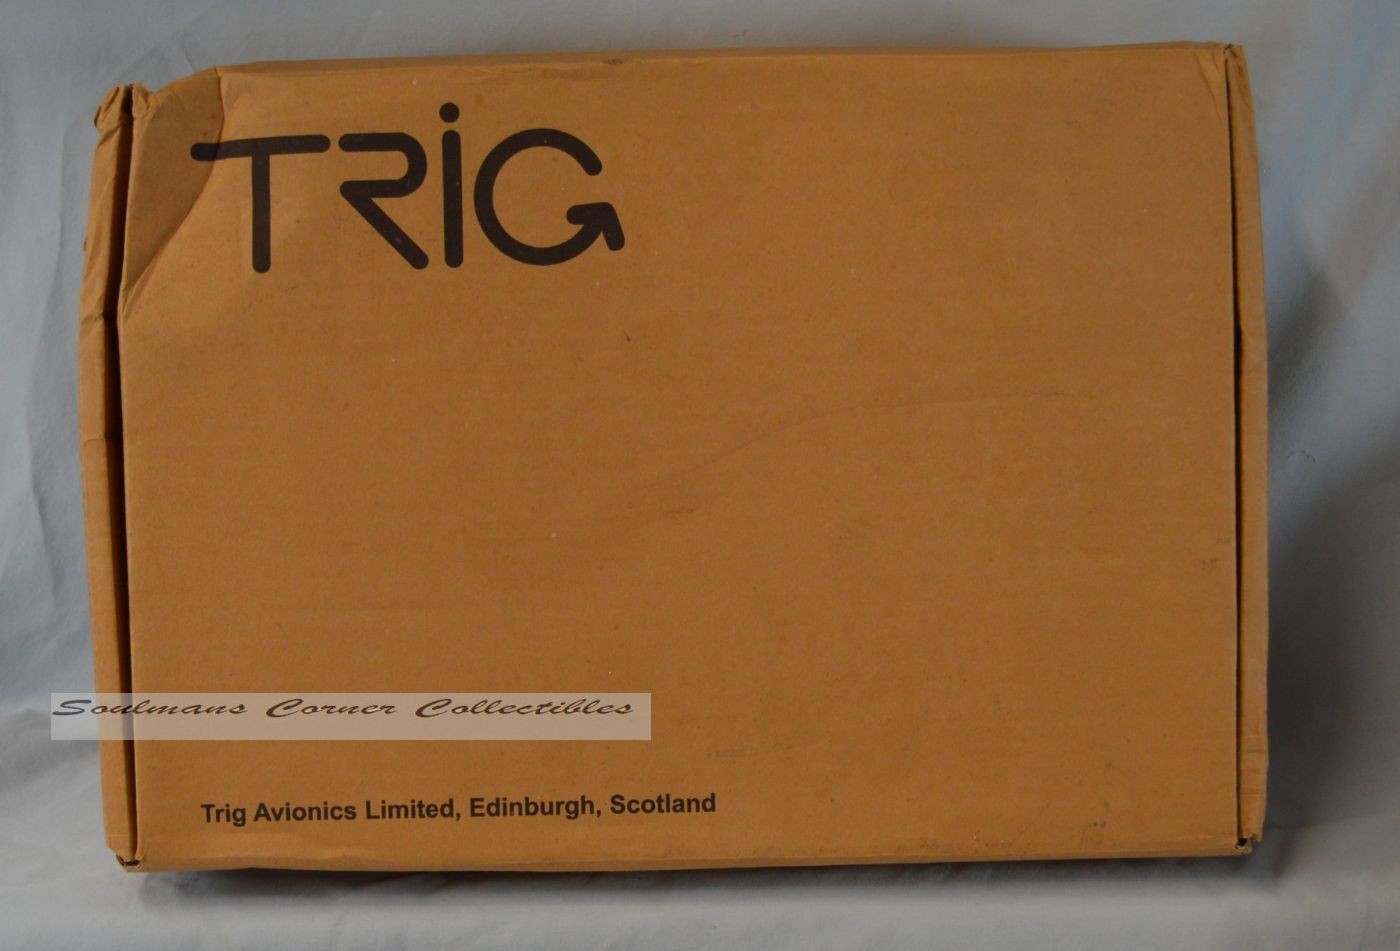 TRiG
Soulmans Corner Collectibles
Trig Avionics Limited, Edinburgh, Scotland